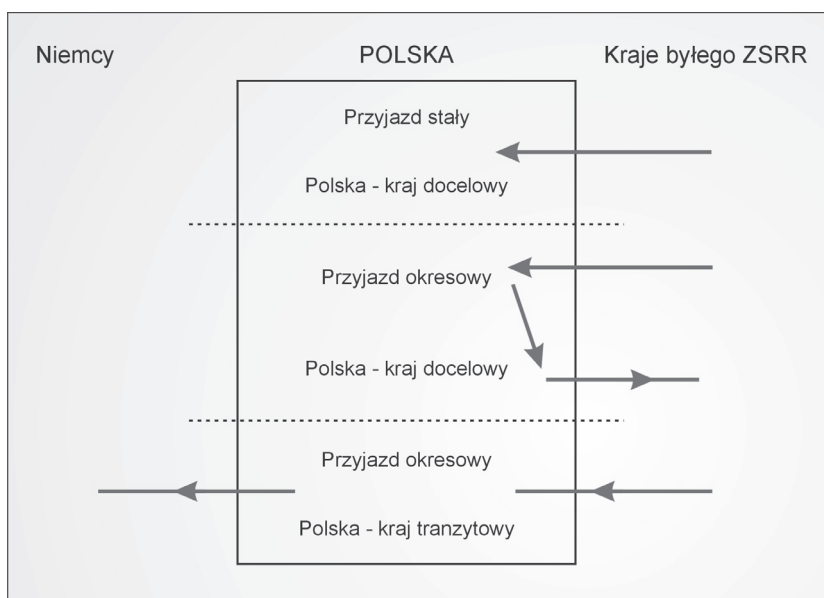 Niemcy
POLSKA
Kraje byłego ZSRR
Przyjazd stały
Polska - kraj docelowy
Przyjazd okresowy
Polska - kraj docelowy
Przyjazd okresowy
Polska - kraj tranzytowy